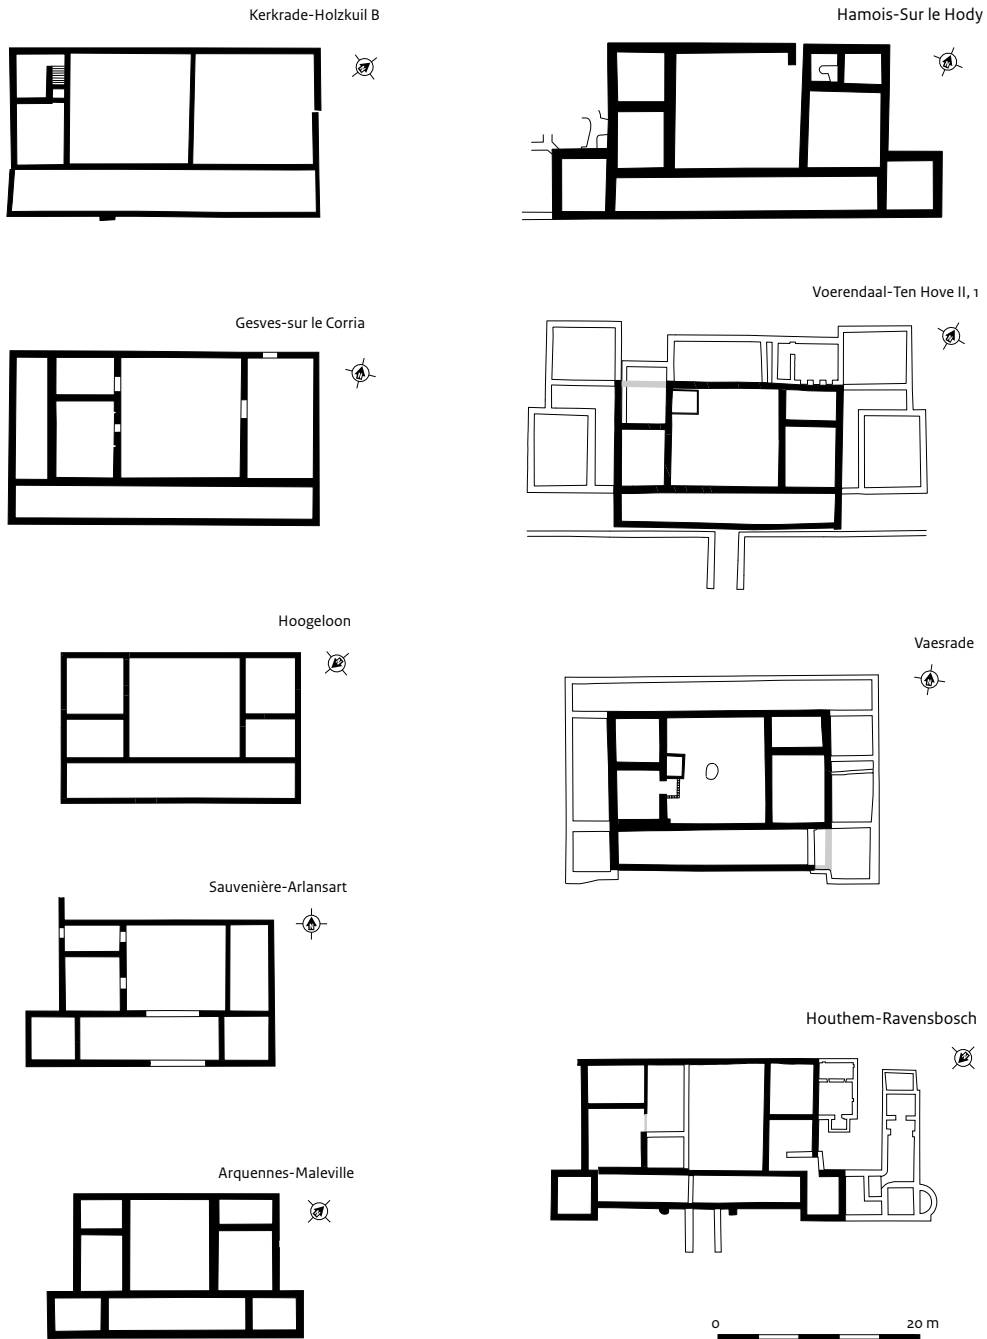 Kerkrade-Holzkuil B
Hamois-Sur le Hody
Gesves-sur le Corria
Voerendaal-Ten Hove II, 1
Hoogeloon
Vaesrade
Sauvenière-Arlansart
Houthem-Ravensbosch
Arquennes-Maleville
0 20 m